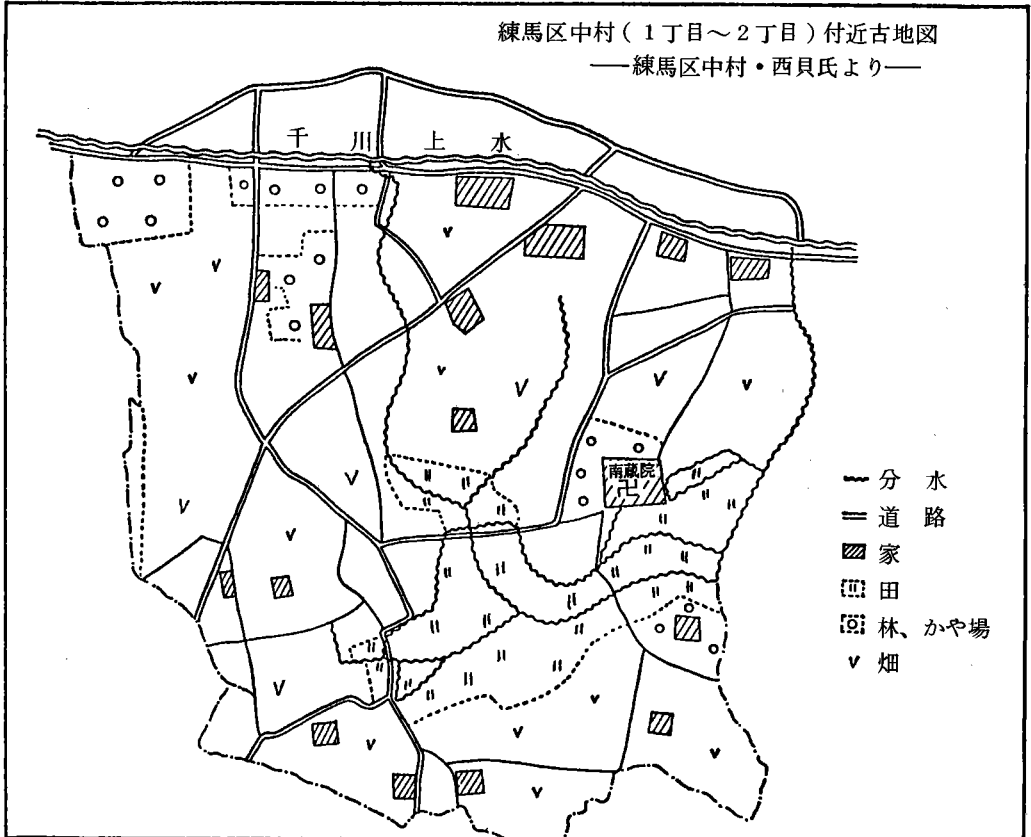 練馬区中村(1丁目～2丁目)付近古地図
――練馬区中村・西貝氏より――
千川上水
南蔵院
卍
分水
道路
家
田
林、かや場
畑